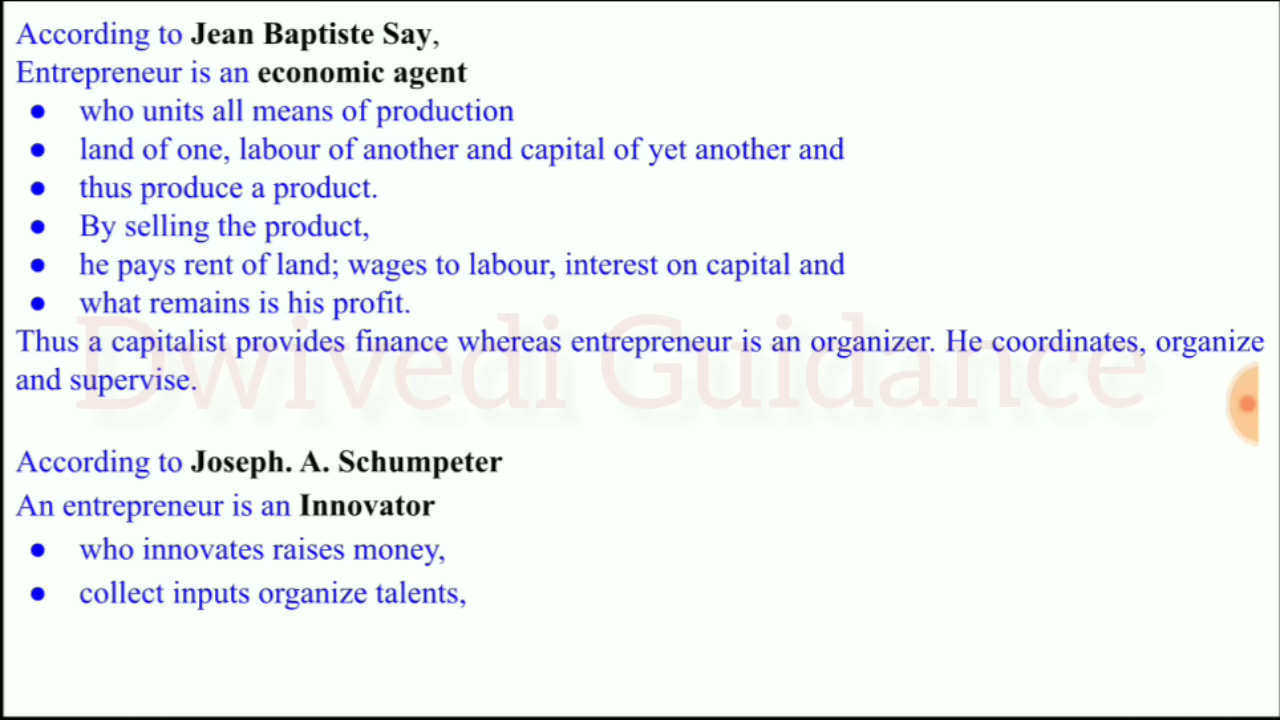 According to Jean Baptiste Say,
Entrepreneur is an economic agent
● who units all means of production
● land of one, labour of another and capital of yet another and
● thus produce a product.
● By selling the product,
● he pays rent of land; wages to labour, interest on capital and
● what remains is his profit.
Thus a capitalist provides finance whereas entrepreneur is an organizer. He coordinates, organize
and supervise.
Dwivedi Guidance
According to Joseph. A. Schumpeter
An entrepreneur is an Innovator
● who innovates raises money,
● collect inputs organize talents,